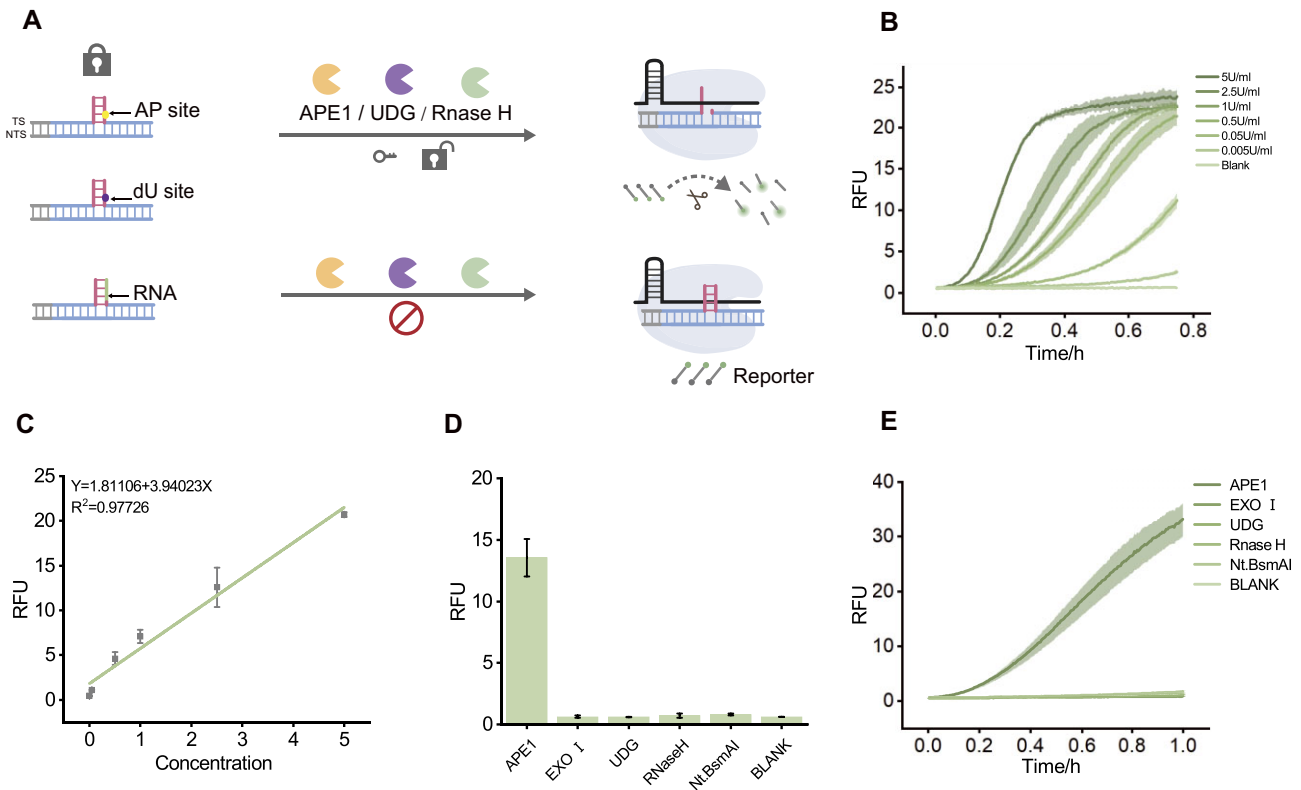 A
AP site
TS
NTS
APE1 / UDG / Rnase H
dU site
RNA
Reporter
B
25
20
15
10
5
0
RFU
0.0 0.2 0.4 0.6 0.8
Time/h
5U/ml
2.5U/ml
1U/ml
0.5U/ml
0.05U/ml
0.005U/ml
Blank
C
Y=1.81106+3.94023X
R²=0.97726
25
20
15
10
5
0
RFU
0 1 2 3 4 5
Concentration
D
20
15
10
5
0
RFU
APE1 EXO Ⅰ UDG RNaseH Nt.BsmAI BLANK
E
40
30
20
10
0
RFU
0.0 0.2 0.4 0.6 0.8 1.0
Time/h
APE1
EXO Ⅰ
UDG
Rnase H
Nt.BsmAI
BLANK